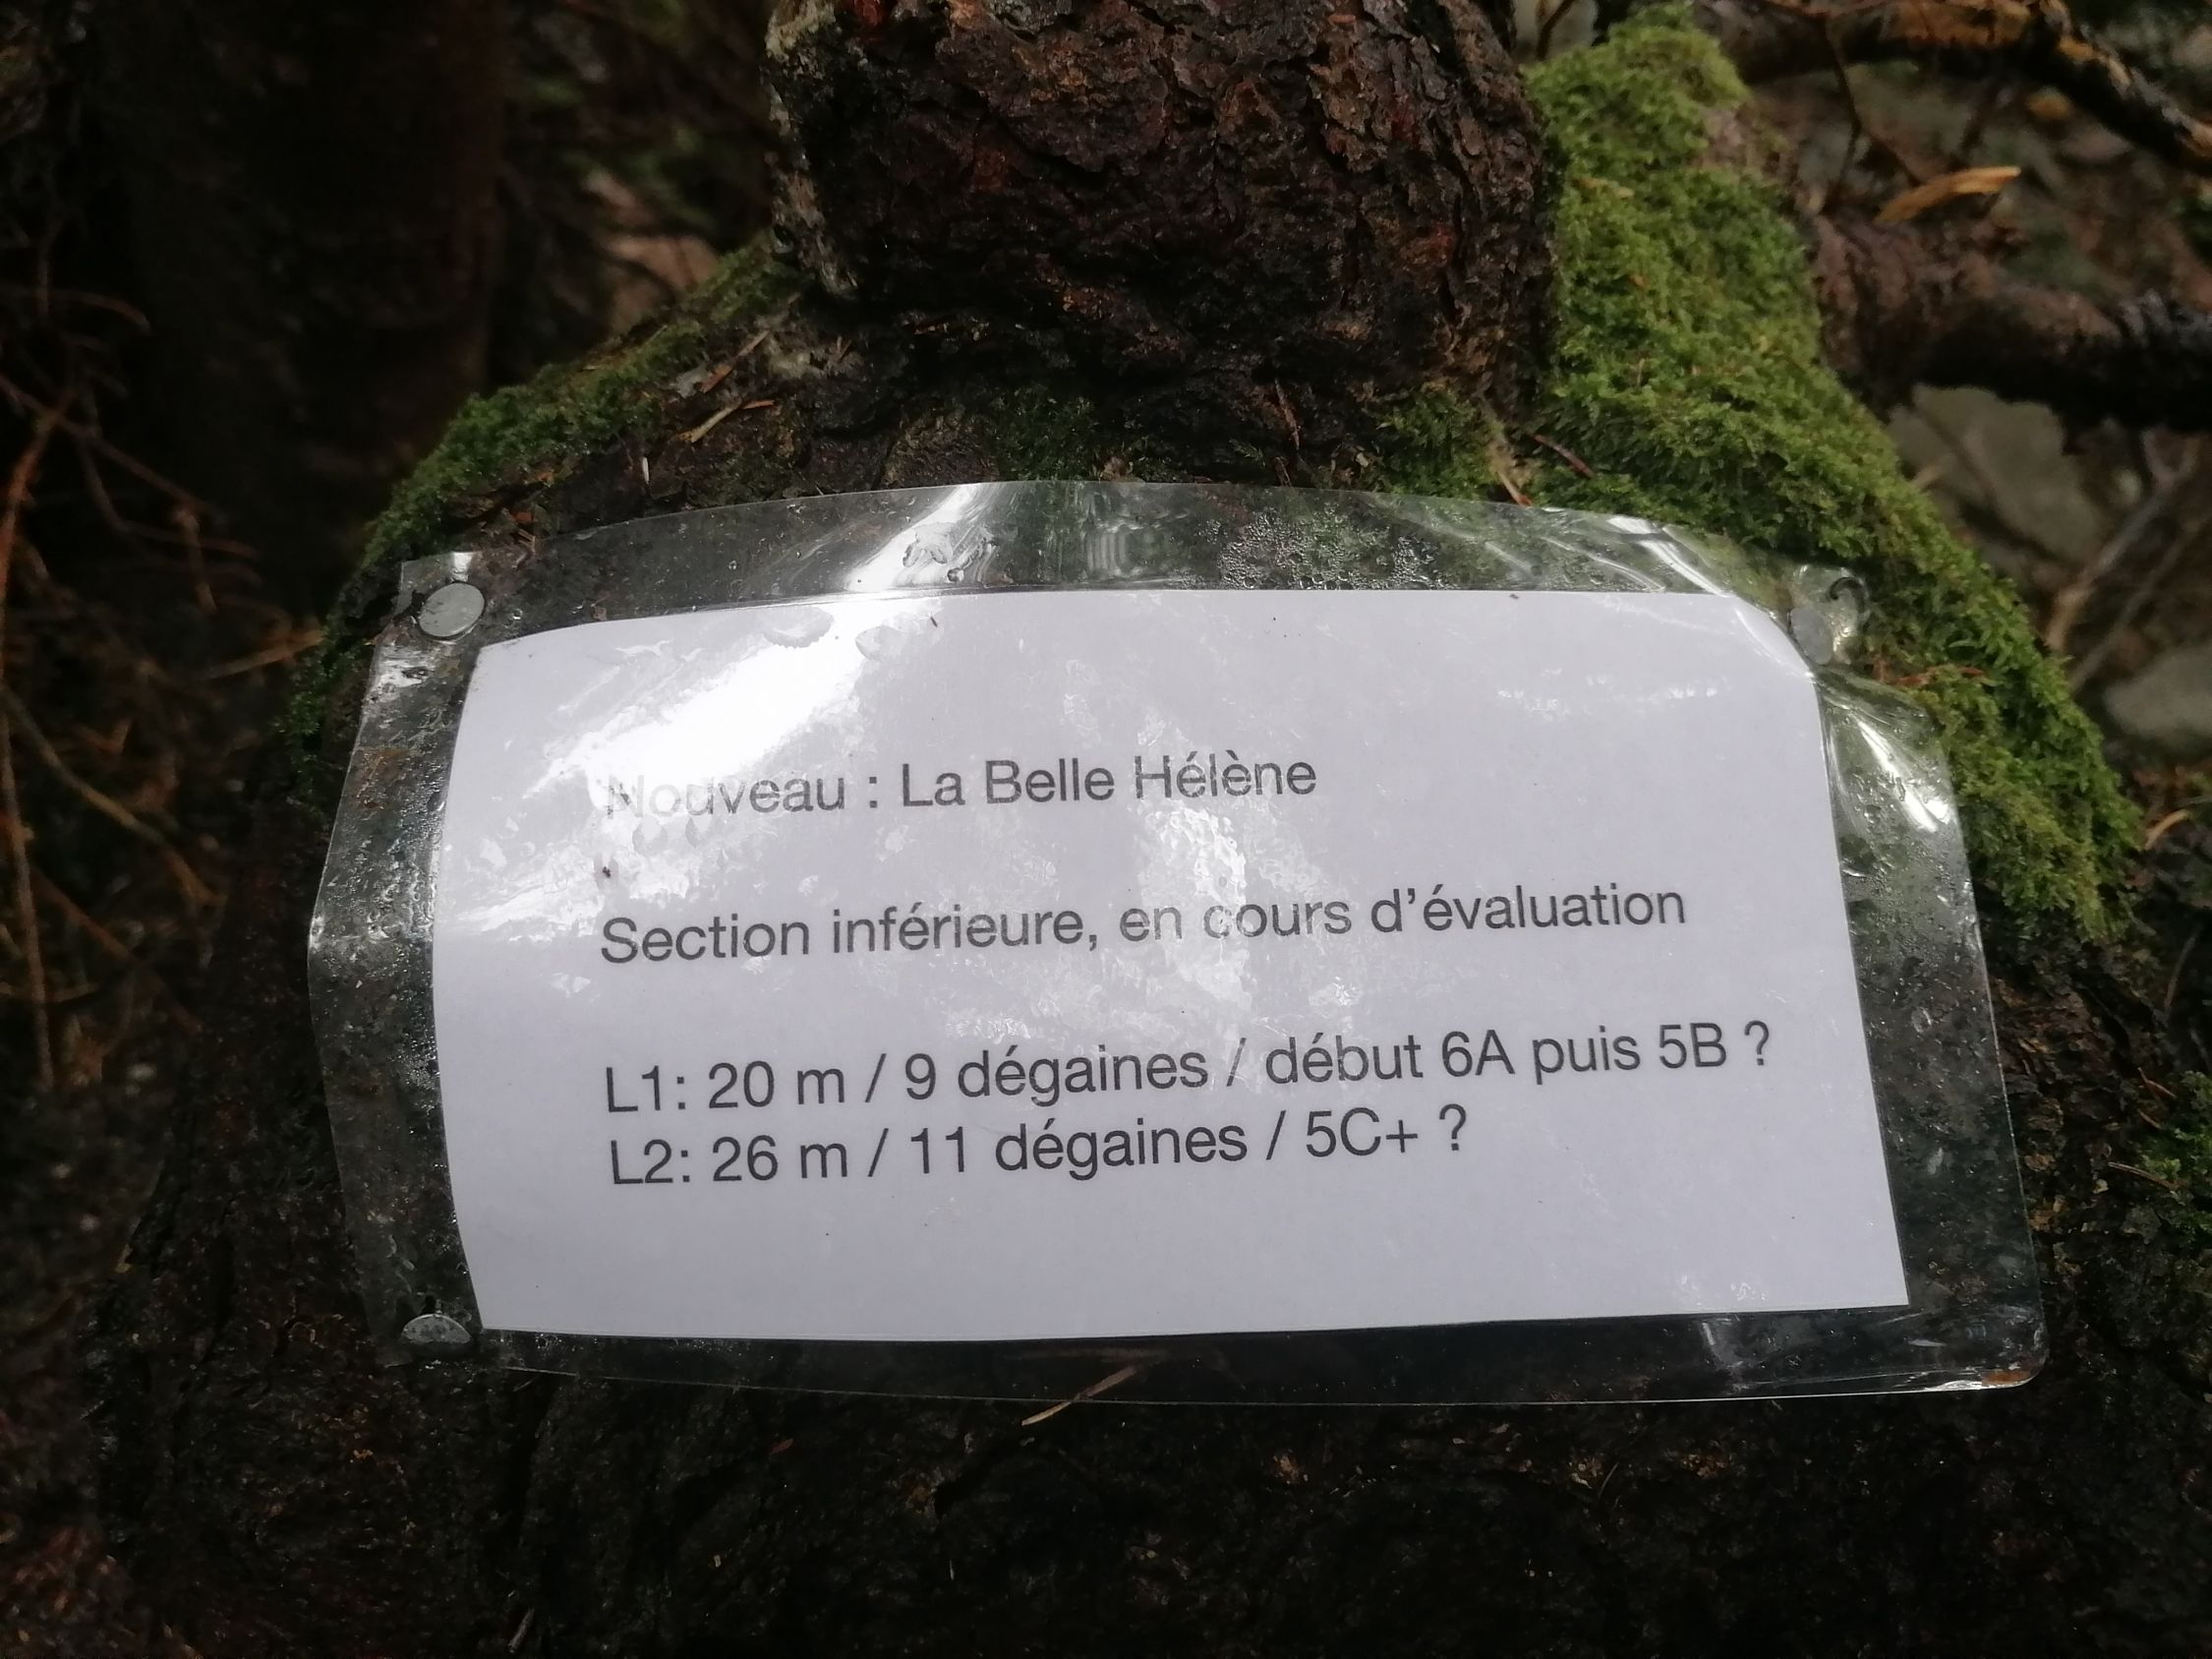 Nouveau : La Belle Hélène
Section inférieure, en cours d'évaluation
L1: 20 m / 9 dégaines / début 6A puis 5B ?
L2: 26 m / 11 dégaines / 5C+ ?